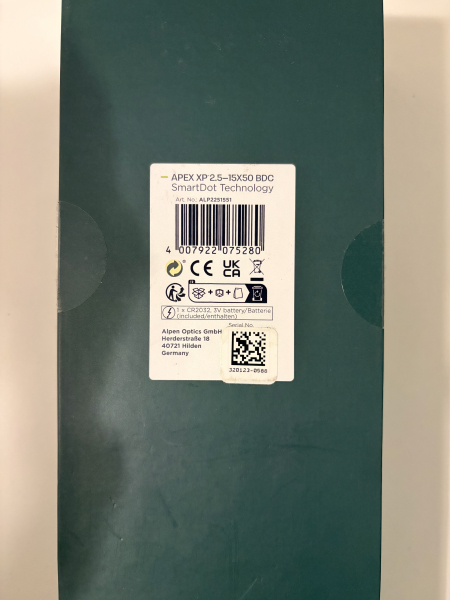 APEX XP 2.5–15X50 BDC
SmartDot Technology
Art. No.: ALP2251551
4 007922 075280
CE UK CA
FR
1 x CR2032, 3V battery/Batterie
(included/enthalten)
Alpen Optics GmbH
Herderstraße 18
40721 Hilden
Germany
Serial No.
320123-0588